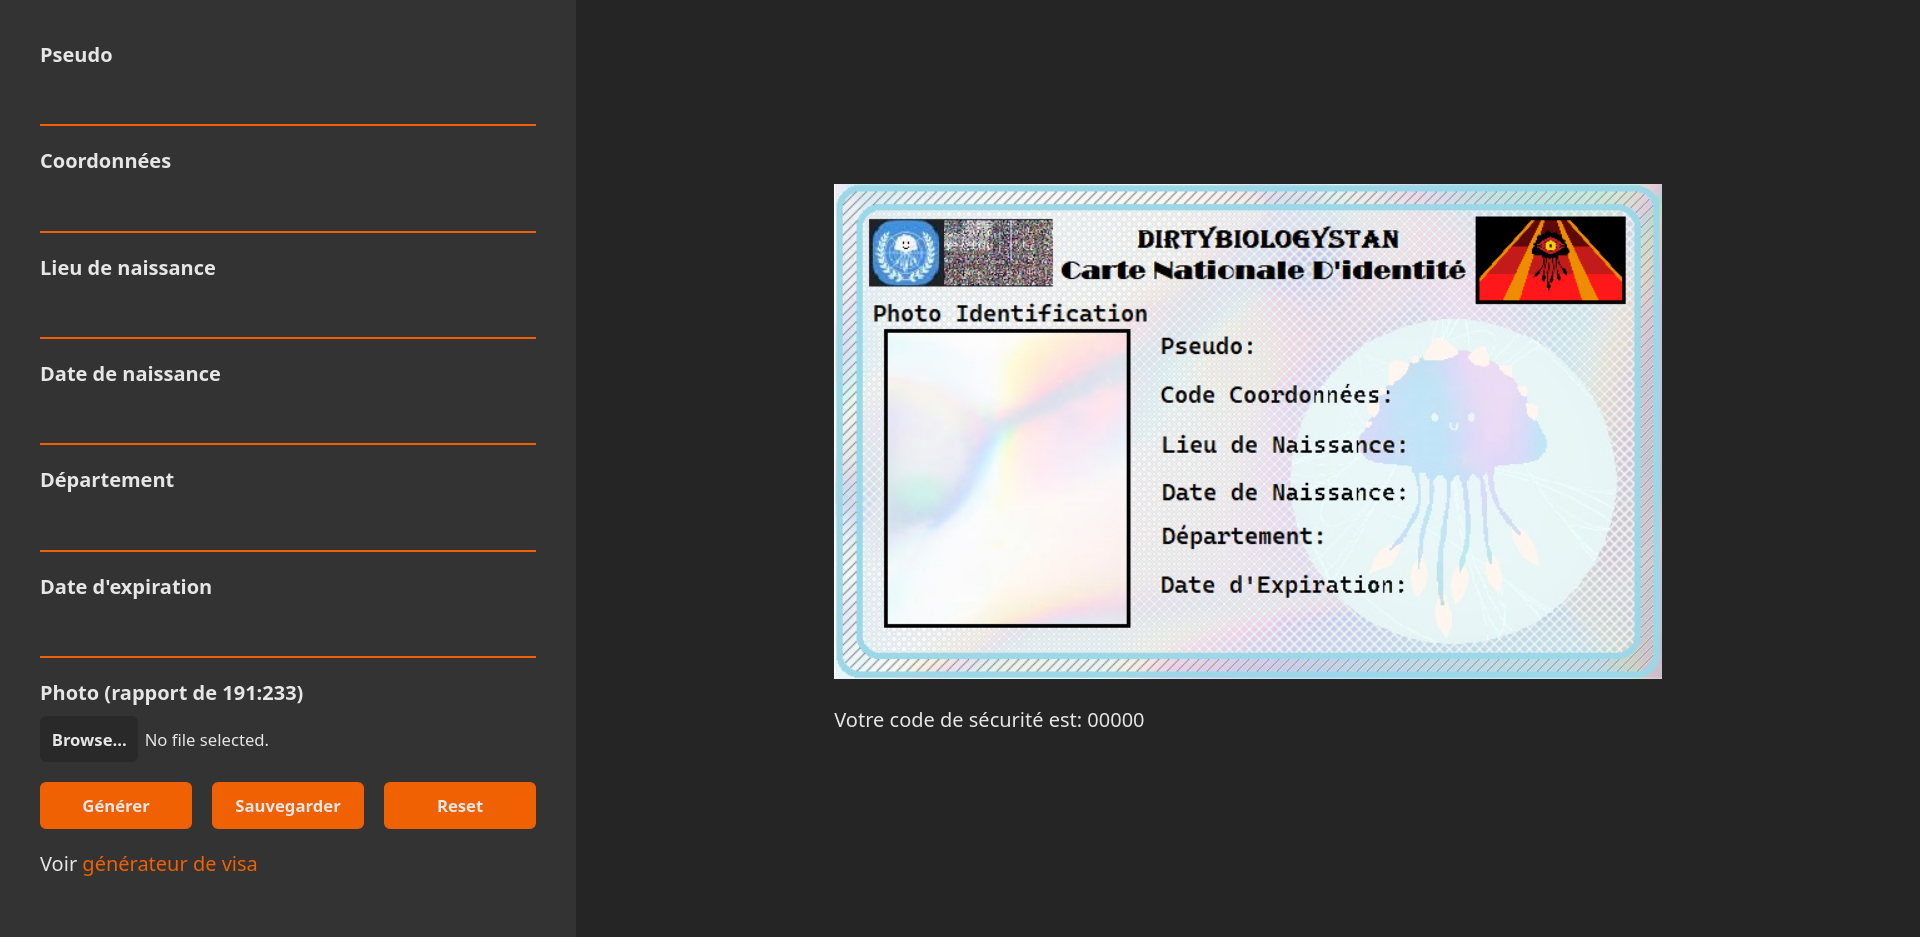 Pseudo
Coordonnées
Lieu de naissance
Date de naissance
Département
Date d'expiration
Photo (rapport de 191:233)
Browse... No file selected.
Générer Sauvegarder Reset
Voir générateur de visa
DIRTYBIOLOGYSTAN
Carte Nationale D'identité
Photo Identification
Pseudo:
Code Coordonnées:
Lieu de Naissance:
Date de Naissance:
Département:
Date d'Expiration:
Votre code de sécurité est: 00000